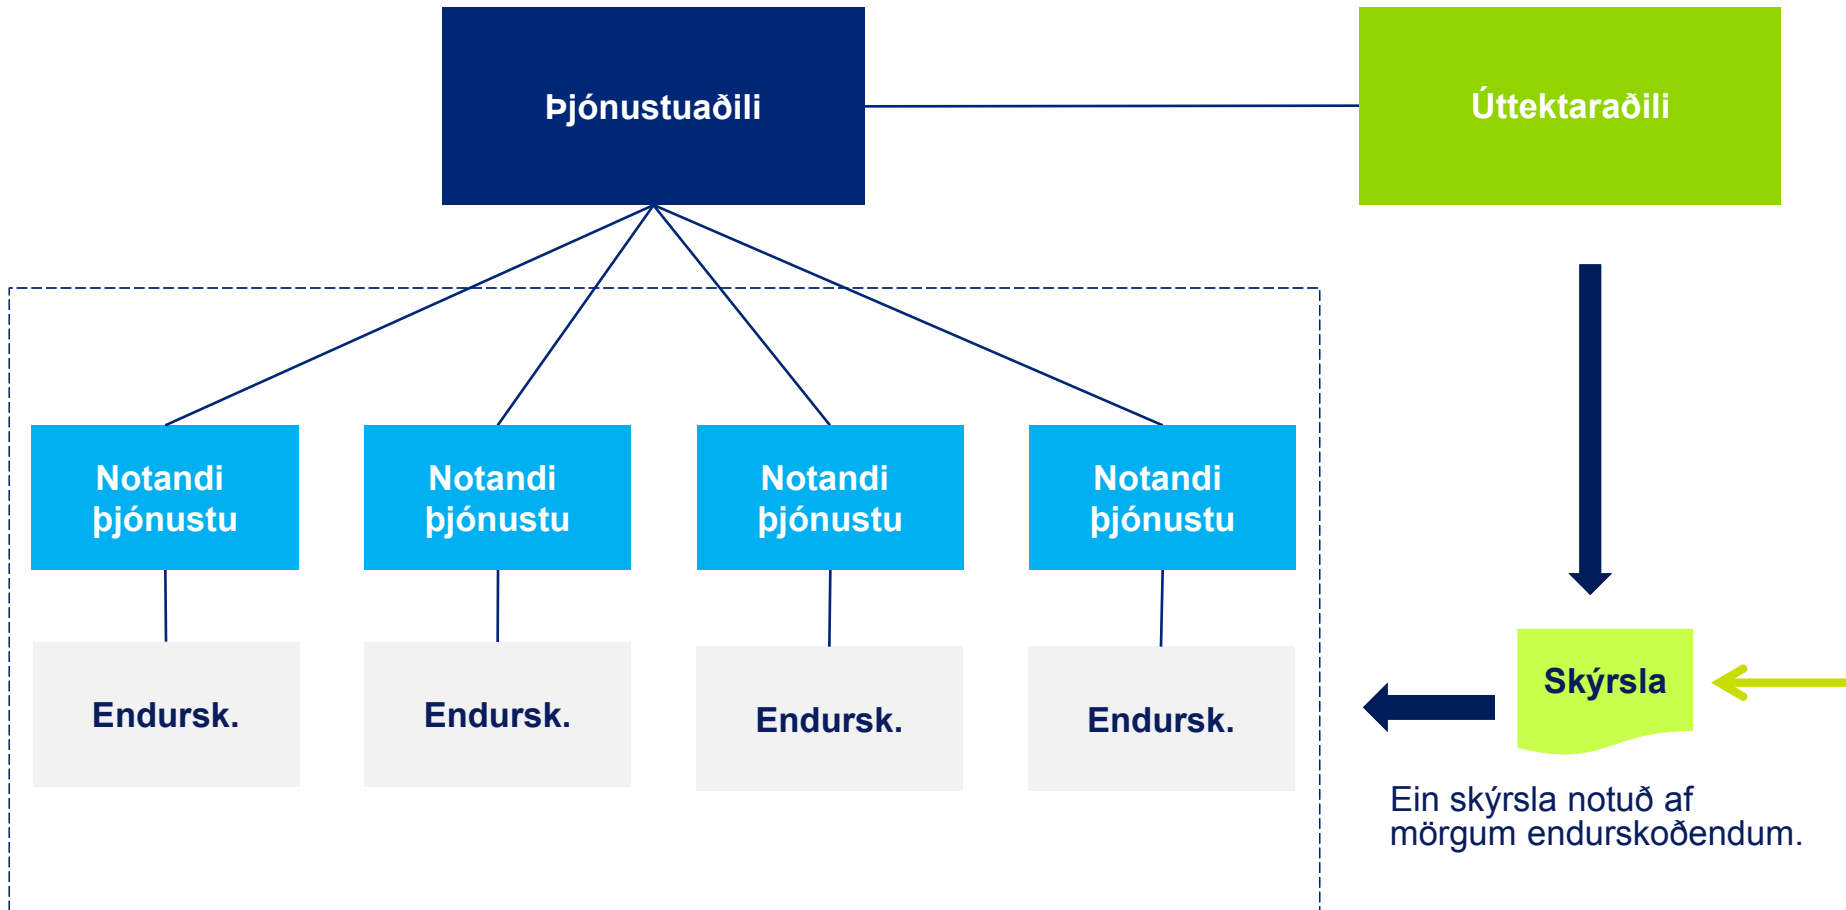 Þjónustuaðili
Úttektaraðili
Notandi
þjónustu
Notandi
þjónustu
Notandi
þjónustu
Notandi
þjónustu
Endursk.
Endursk.
Endursk.
Endursk.
Skýrsla
Ein skýrsla notuð af
mörgum endurskoðendum.